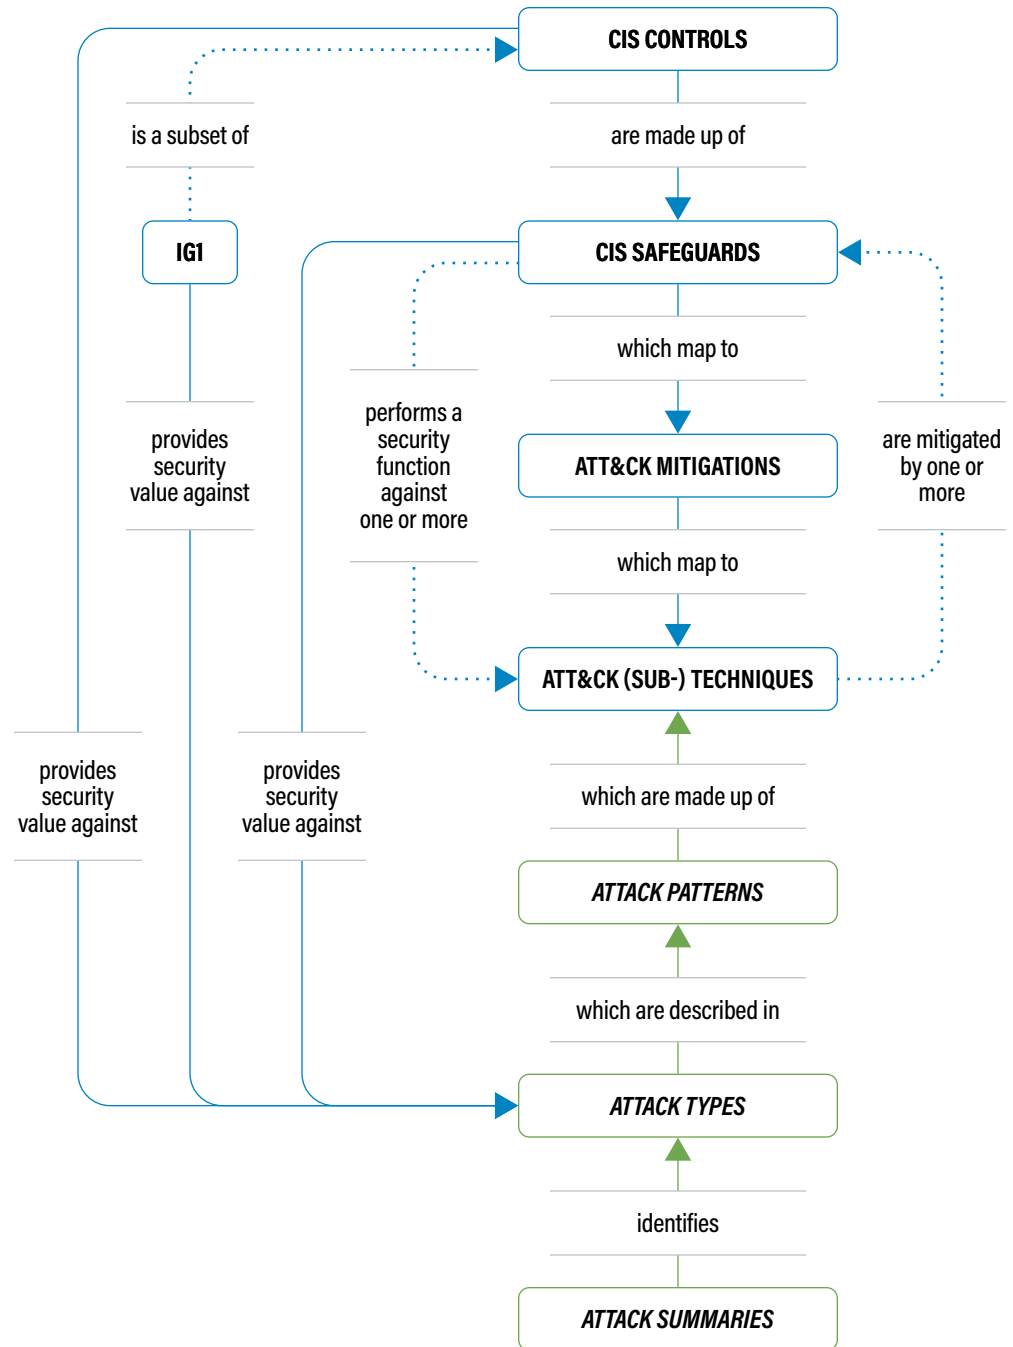 CIS CONTROLS
is a subset of
are made up of
IG1
CIS SAFEGUARDS
which map to
performs a
security
function
against
one or more
provides
security
value against
are mitigated
by one or
more
ATT&CK MITIGATIONS
which map to
ATT&CK (SUB-) TECHNIQUES
provides
security
value against
provides
security
value against
which are made up of
ATTACK PATTERNS
which are described in
ATTACK TYPES
identifies
ATTACK SUMMARIES